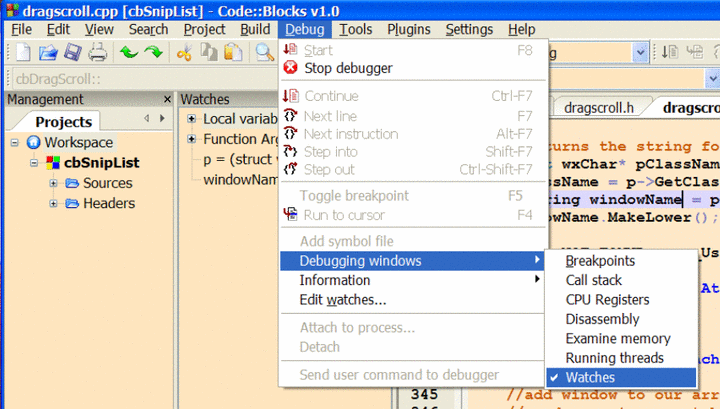 dragscroll.cpp [cbSnipList] - Code::Blocks v1.0
File Edit View Search Project Build Debug Tools Plugins Settings Help
Start F8
Stop debugger
cbDragScroll::
Management
Watches
Continue Ctrl-F7
dragscroll.h
Projects
Local variab
Next line F7
Workspace
Function Arg
Next instruction Alt-F7
cbSnipList
p = (struct w
Step into Shift-F7
Sources
windowNam
Step out Ctrl-Shift-F7
Headers
Toggle breakpoint F5
Run to cursor F4
Add symbol file
Debugging windows
Information
Edit watches...
Attach to process...
Detach
Send user command to debugger
Breakpoints
Call stack
CPU Registers
Disassembly
Examine memory
Running threads
Watches
dragsc
urns the string fo
wxChar* pClassNam
sName = p->GetCl
ring windowName = p
owName.MakeLower();
345 //add window to our arr